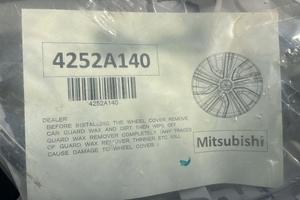 4252A140
4252A140
DEALER
BEFORE INSTALLING THE WHEEL COVER REMOVE
CAR GUARD WAX AND DIRT THEN WIPE OFF
GUARD WAX REMOVER COMPLETELY (ANY TRACES
OF GUARD WAX REMOVER THINNER ETC WILL
CAUSE DAMAGE TO WHEEL COVER)
Mitsubishi